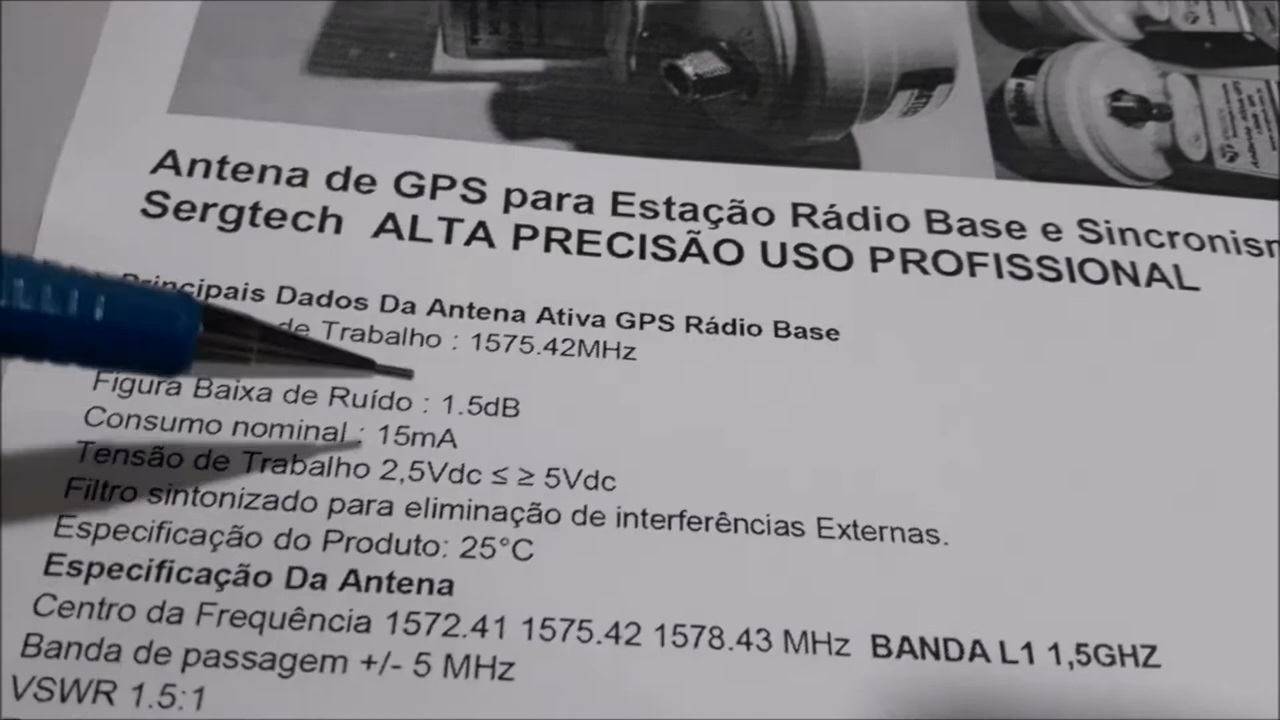 Antena de GPS para Estação Rádio Base e
Sergtech ALTA PRECISÃO USO PROFISSIONAL
Principais Dados Da Antena Ativa GPS Rádio Base
de Trabalho : 1575.42MHz
Figura Baixa de Ruído : 1.5dB
Consumo nominal : 15mA
Tensão de Trabalho 2,5Vdc ≤ ≥ 5Vdc
Filtro sintonizado para eliminação de interferências Externas.
Especificação do Produto: 25°C
Especificação Da Antena
Centro da Frequência 1572.41 1575.42 1578.43 MHz BANDA L1 1,5GHZ
Banda de passagem +/- 5 MHz
VSWR 1.5:1